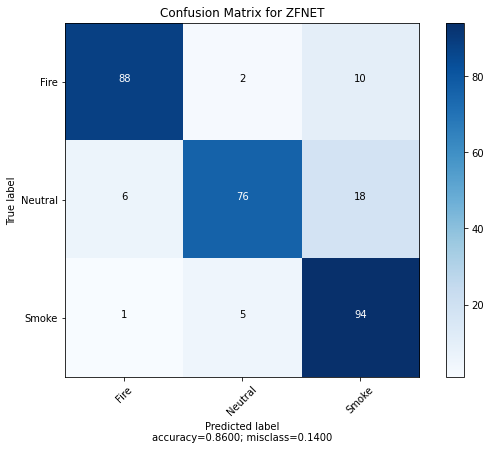 Confusion Matrix for ZFNET
Fire 88 2 10
Neutral 6 76 18
Smoke 1 5 94
Fire Neutral Smoke
True label
Predicted label
accuracy=0.8600; misclass=0.1400
80
60
40
20